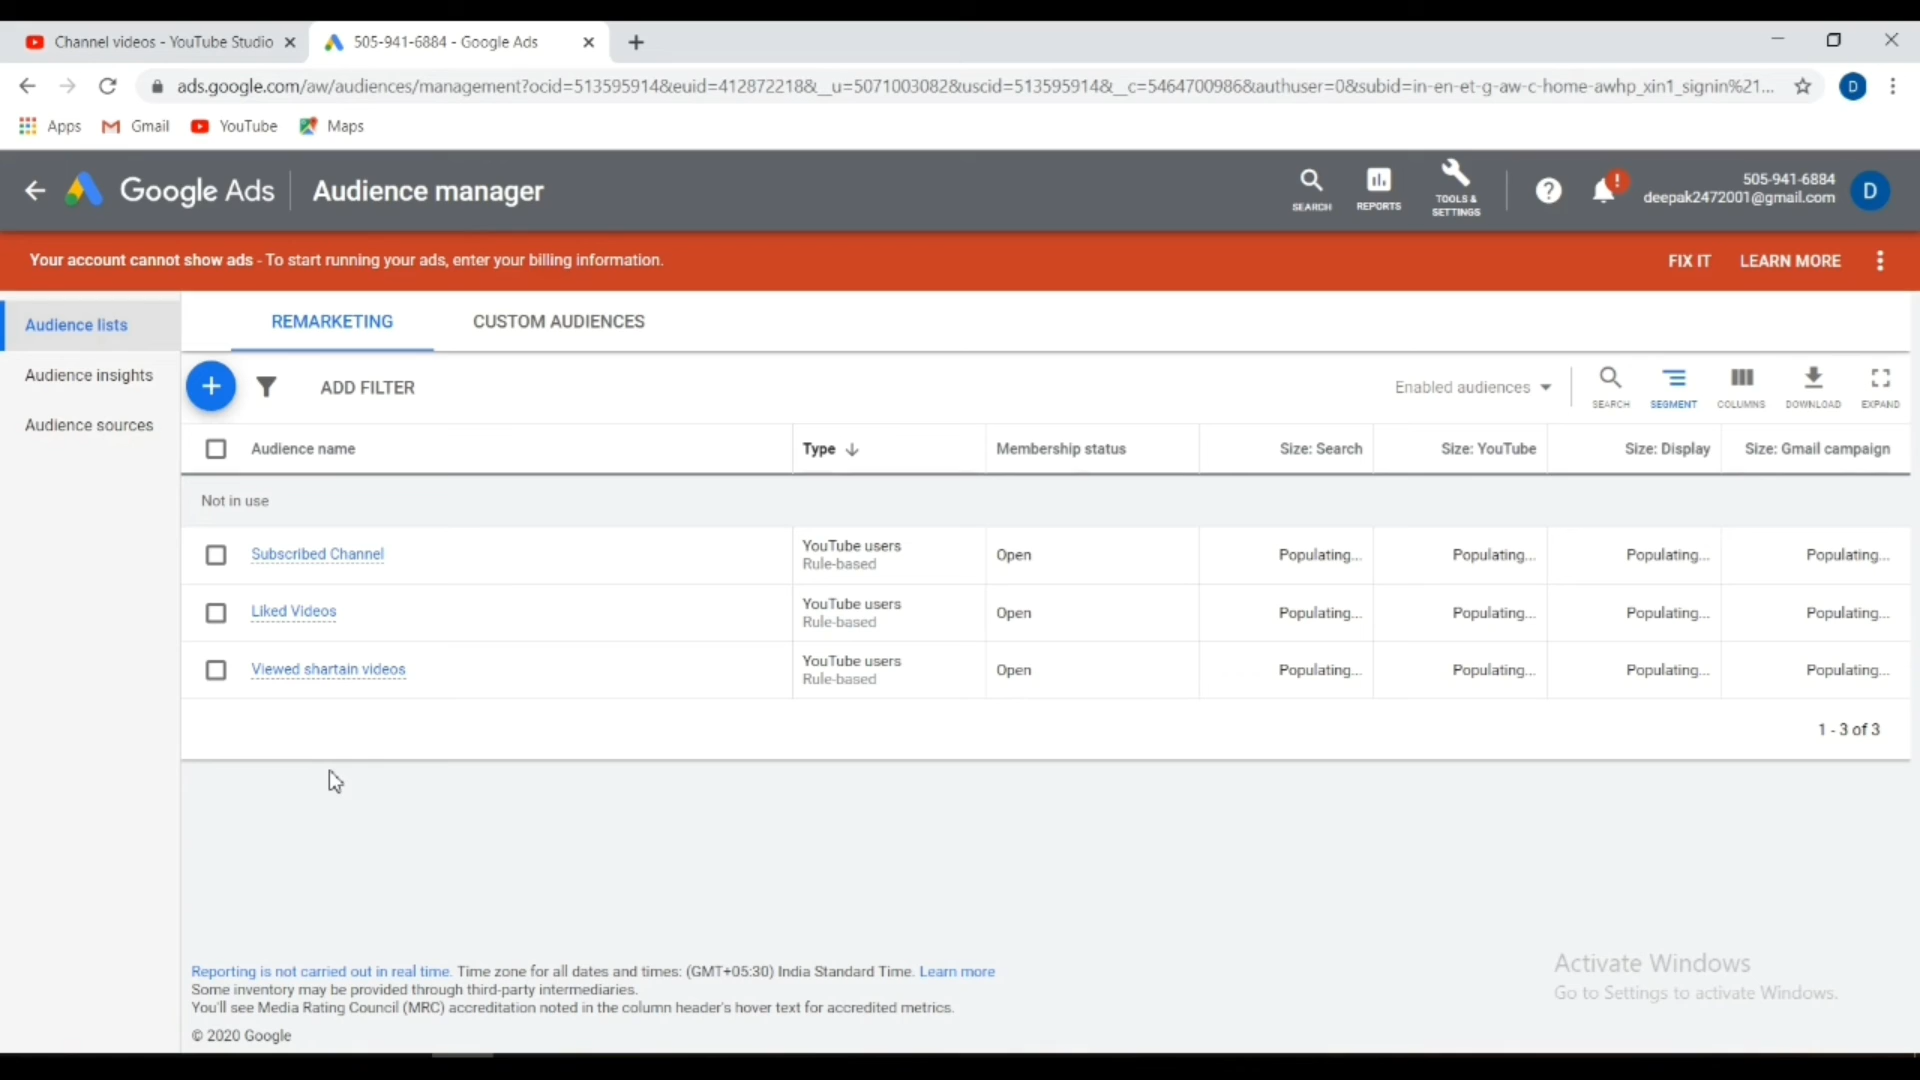 Channel videos - YouTube Studio
505-941-6884 - Google Ads
ads.google.com/aw/audiences/management?ocid=513595914&euid=412872218&__u=5071003082&uscid=513595914&__c=5464700986&authuser=0&subid=in-en-et-g-aw-c-home-awhp_xin1_signin%21...
D
Apps
Gmail
YouTube
Maps
Google Ads
Audience manager
SEARCH
REPORTS
TOOLS & SETTINGS
505-941-6884
deepak2472001@gmail.com
D
Your account cannot show ads - To start running your ads, enter your billing information.
FIX IT
LEARN MORE
Audience lists
Audience insights
Audience sources
REMARKETING
CUSTOM AUDIENCES
ADD FILTER
Enabled audiences
SEARCH
SEGMENT
COLUMNS
DOWNLOAD
EXPAND
Audience name
Type
Membership status
Size: Search
Size: YouTube
Size: Display
Size: Gmail campaign
Not in use
Subscribed Channel
YouTube users
Rule-based
Open
Populating...
Populating...
Populating...
Populating...
Liked Videos
YouTube users
Rule-based
Open
Populating...
Populating...
Populating...
Populating...
Viewed shartain videos
YouTube users
Rule-based
Open
Populating...
Populating...
Populating...
Populating...
1 - 3 of 3
Reporting is not carried out in real time. Time zone for all dates and times: (GMT+05:30) India Standard Time. Learn more
Some inventory may be provided through third-party intermediaries.
You'll see Media Rating Council (MRC) accreditation noted in the column header's hover text for accredited metrics.
© 2020 Google
Activate Windows
Go to Settings to activate Windows.